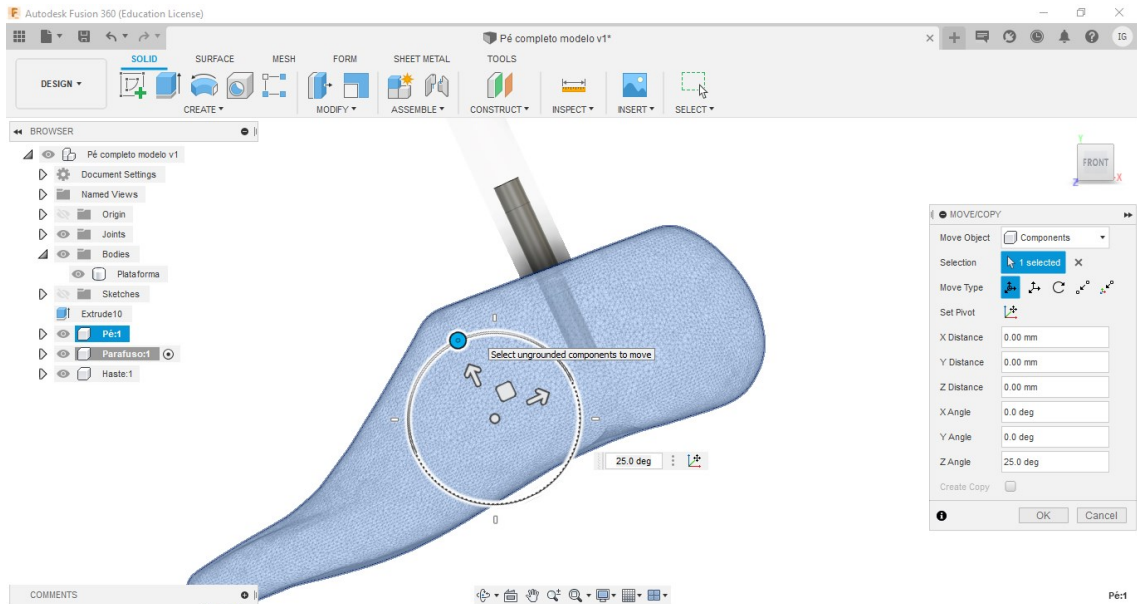 Autodesk Fusion 360 (Education License)
Pé completo modelo v1*
IG
SOLID SURFACE MESH FORM SHEET METAL TOOLS
DESIGN
CREATE MODIFY ASSEMBLE CONSTRUCT INSPECT INSERT SELECT
BROWSER
Pé completo modelo v1
Document Settings
Named Views
Origin
Joints
Bodies
Plataforma
Sketches
Extrude10
Pé:1
Parafuso:1
Haste:1
Select ungrounded components to move
25.0 deg
Y
FRONT
Z
X
MOVE/COPY
Move Object Components
Selection 1 selected
Move Type
Set Pivot
X Distance 0.00 mm
Y Distance 0.00 mm
Z Distance 0.00 mm
X Angle 0.0 deg
Y Angle 0.0 deg
Z Angle 25.0 deg
Create Copy
OK Cancel
COMMENTS
Pé:1